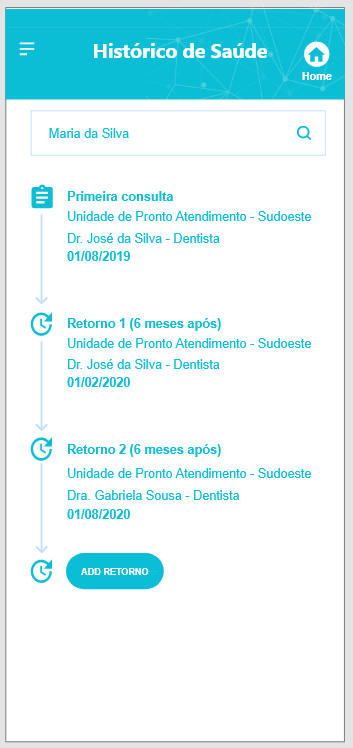 Histórico de Saúde
Home
Maria da Silva
Primeira consulta
Unidade de Pronto Atendimento - Sudoeste
Dr. José da Silva - Dentista
01/08/2019
Retorno 1 (6 meses após)
Unidade de Pronto Atendimento - Sudoeste
Dr. José da Silva - Dentista
01/02/2020
Retorno 2 (6 meses após)
Unidade de Pronto Atendimento - Sudoeste
Dra. Gabriela Sousa - Dentista
01/08/2020
ADD RETORNO